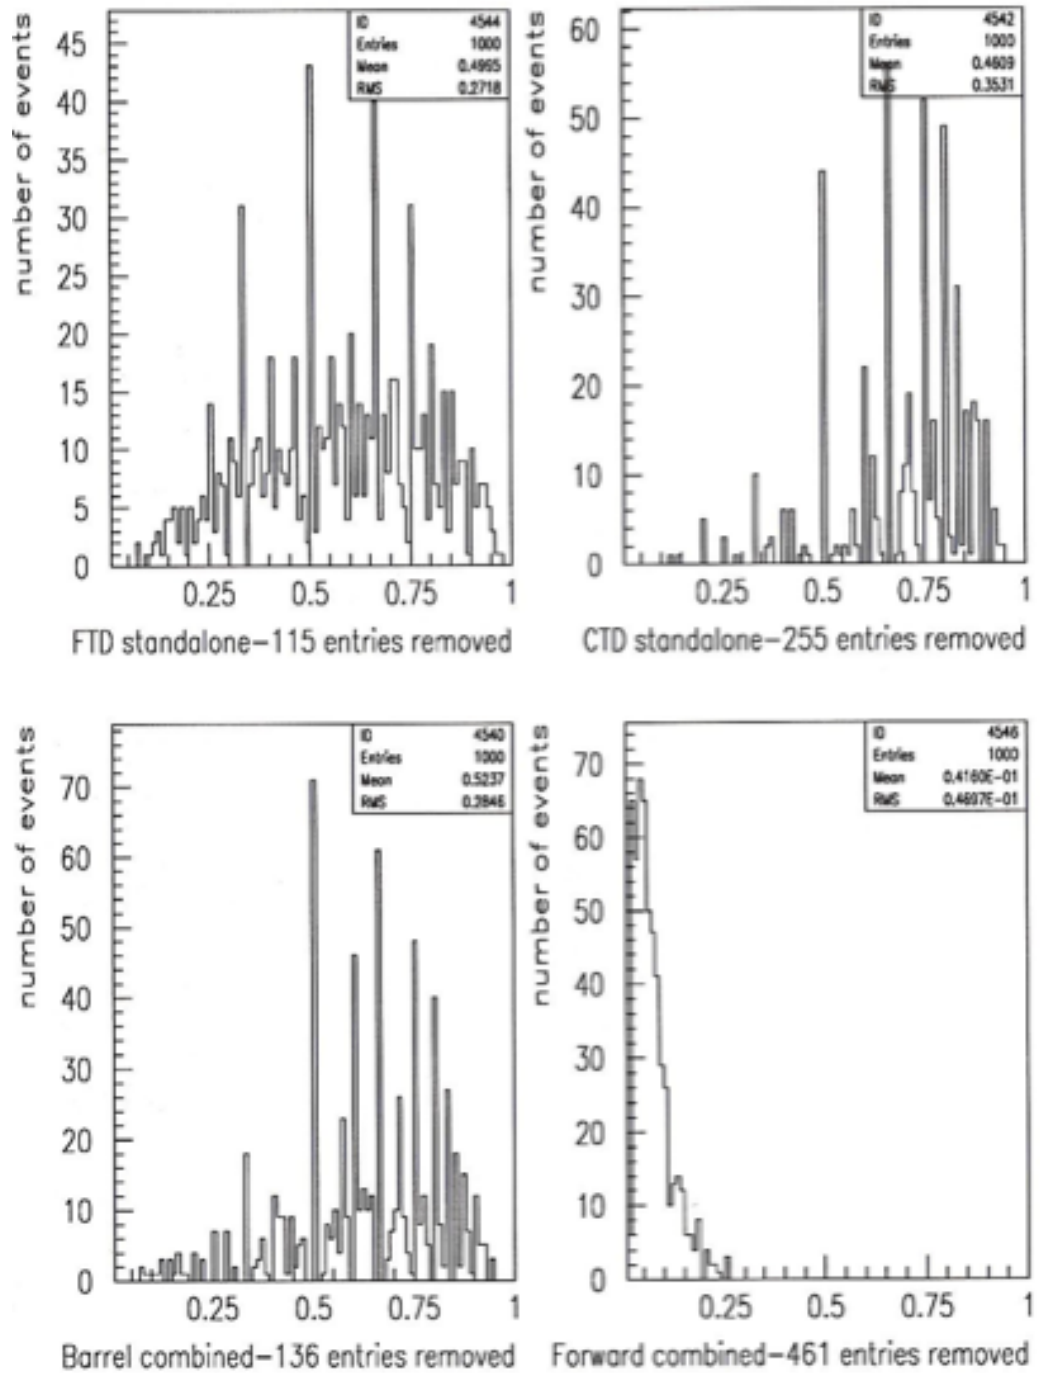 number of events
ID 4544
Entries 1000
Mean 0.4995
RMS 0.2718
45
40
35
30
25
20
15
10
5
0
0.25 0.5 0.75 1
FTD standalone-115 entries removed
number of events
ID 4542
Entries 1000
Mean 0.4609
RMS 0.3531
60
50
40
30
20
10
0
0.25 0.5 0.75 1
CTD standalone-255 entries removed
number of events
ID 4540
Entries 1000
Mean 0.5237
RMS 0.2846
70
60
50
40
30
20
10
0
0.25 0.5 0.75 1
Barrel combined-136 entries removed
number of events
ID 4546
Entries 1000
Mean 0.4160E-01
RMS 0.4697E-01
70
60
50
40
30
20
10
0
0.25 0.5 0.75 1
Forward combined-461 entries removed